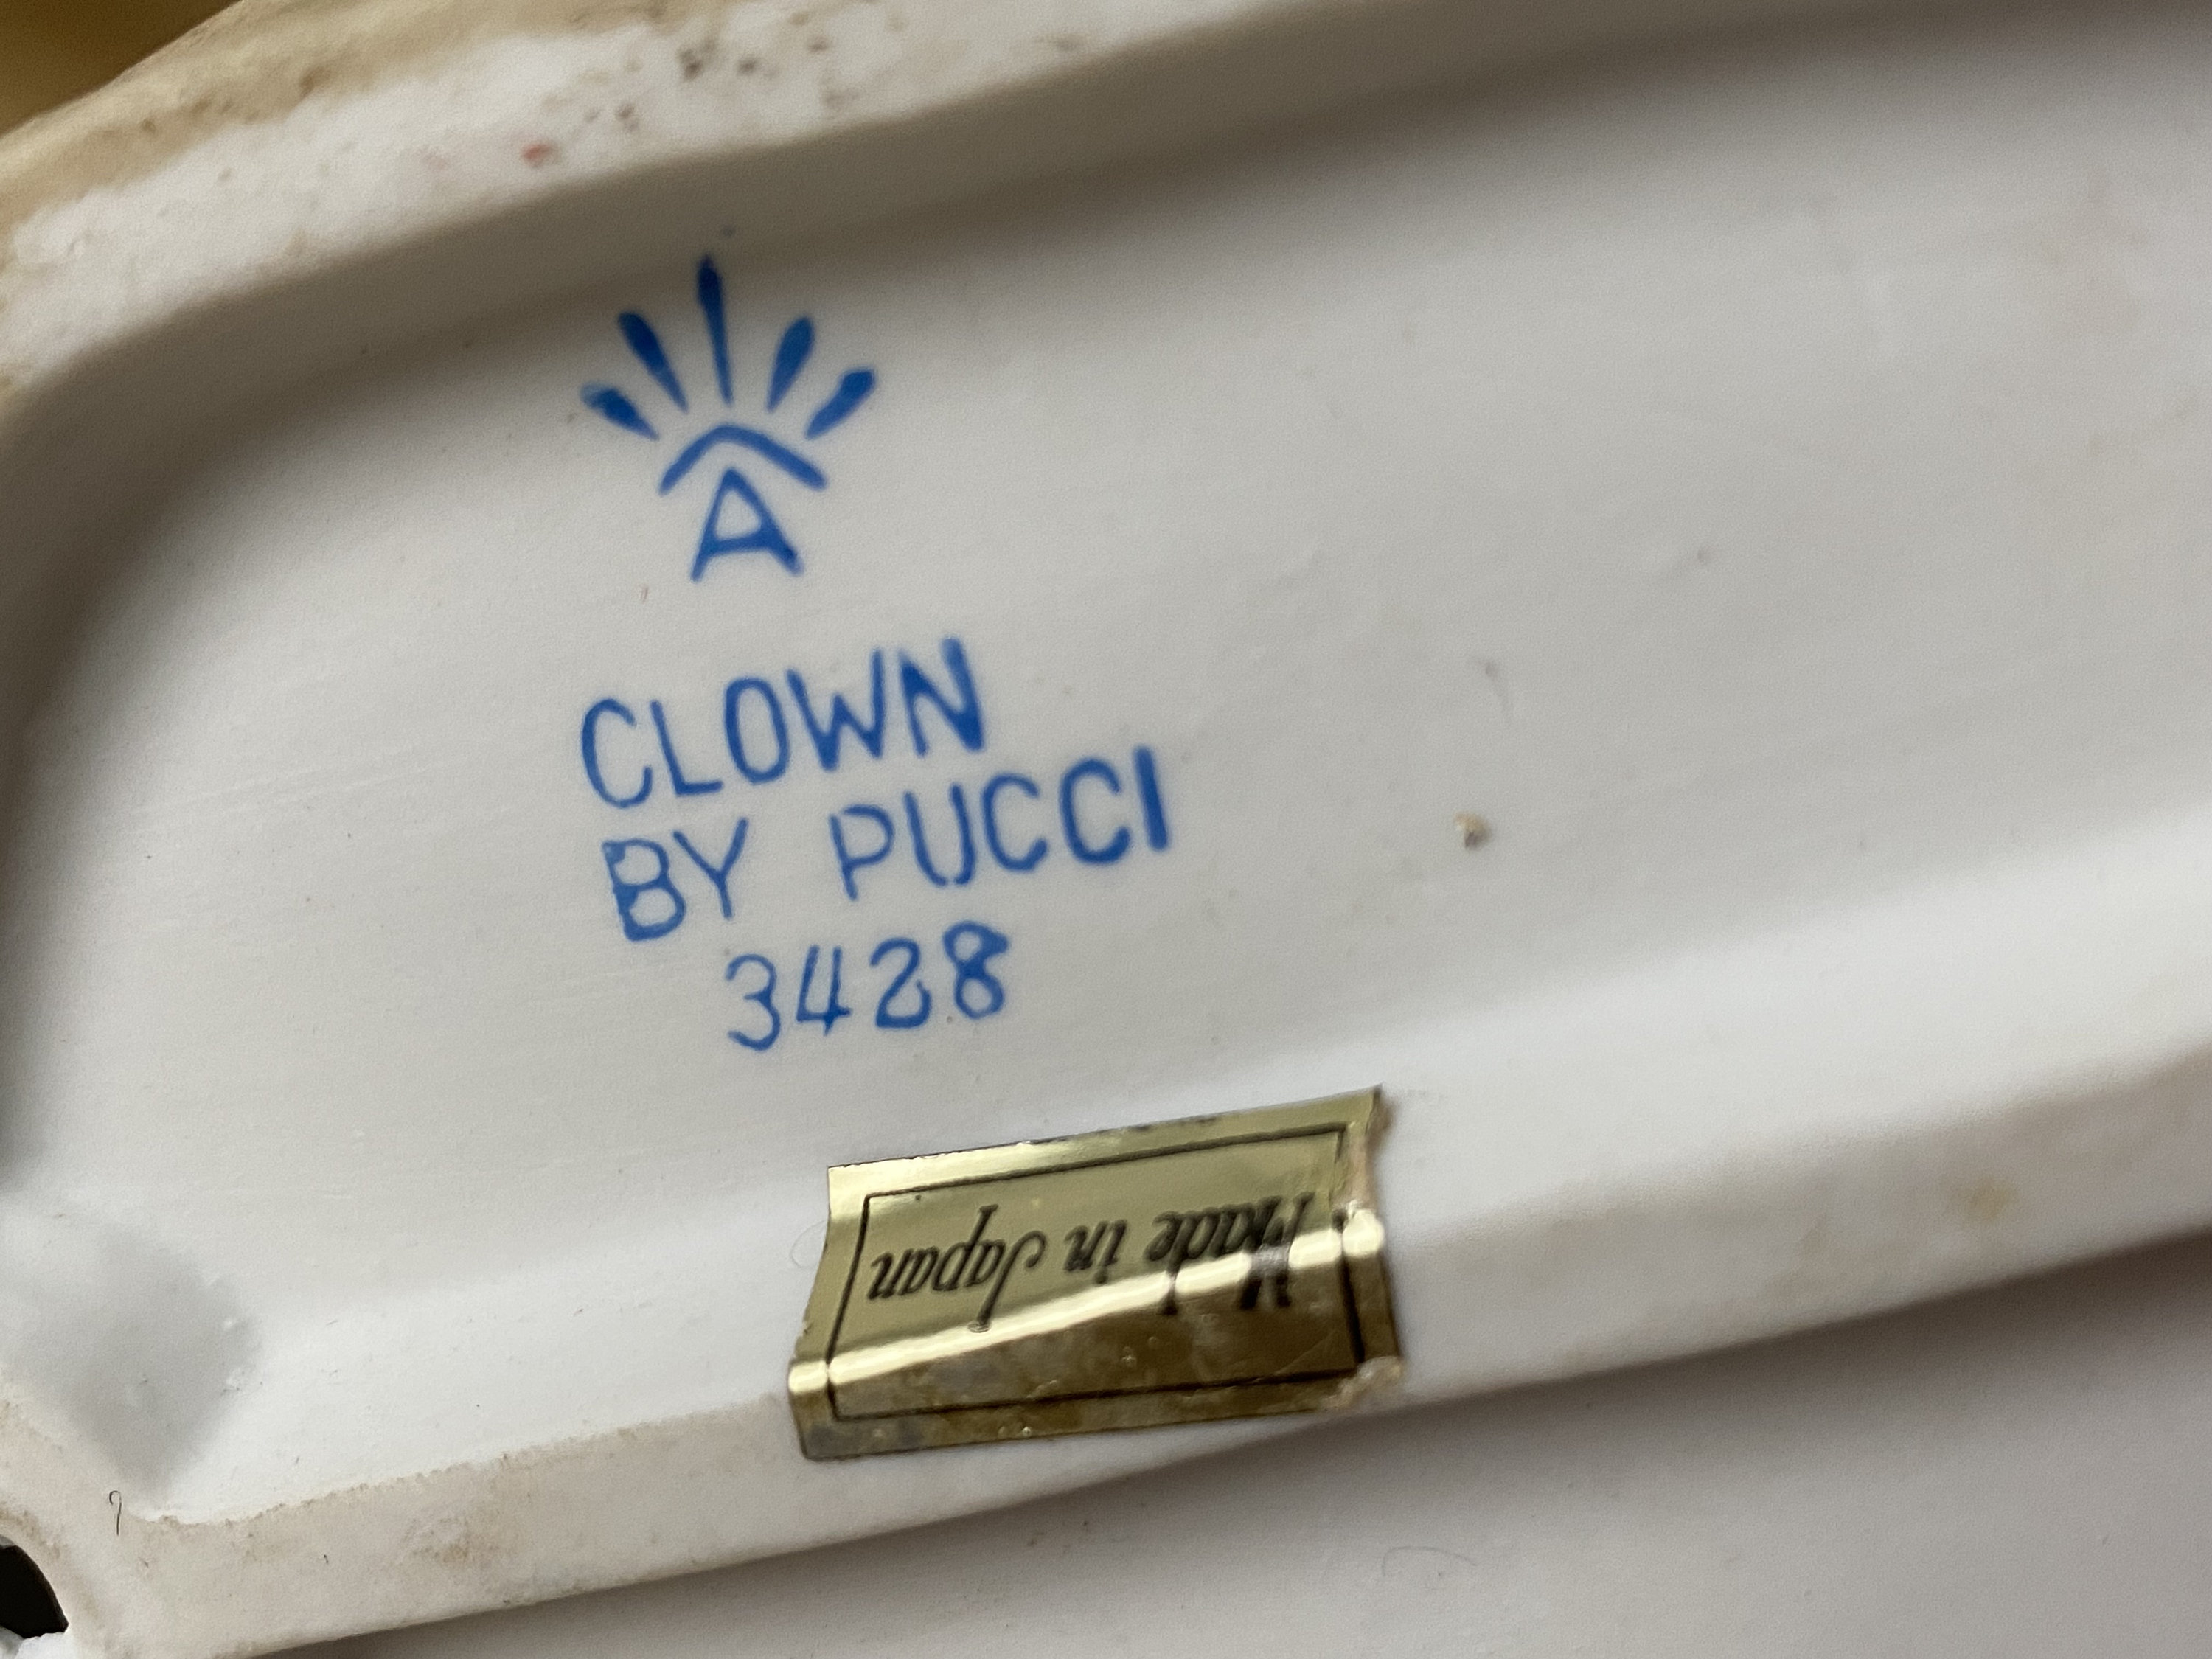 A
CLOWN
BY PUCCI
3428
Made in Japan